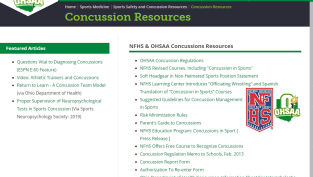 OHSAA
Home | Sports Medicine | Sports Safety and Concussion Resources | Concussion Resources
Concussion Resources
Featured Articles
Questions Vital to Diagnosing Concussions
(ESPN E:60 Feature)
Video: Athletic Trainers and Concussions
Return to Learn - A Concussion Team Model
(via Ohio Department of Health)
Proper Supervision of Neuropsychological
Tests in Sports Concussion (via Sports
Neuropsychology Society: 2019)
NFHS & OHSAA Concussions Resources
OHSAA Concussion Regulations
NFHS Revised Courses, Including "Concussion in Sports"
Soft Headgear in Non-Helmeted Sports Position Statement
NFHS Learning Center Introduces "Officiating Wrestling" and Spanish
Translation of "Concussion in Sports" Courses
Suggested Guidelines for Concussion Management
in Sports
Risk Minimization Rules
Parent's Guide to Concussions
NFHS Education Program: Concussions in Sport [
Press Release ]
NFHS Offers Free Course to Recognize Concussions
Concussion Regulation Memo to Schools, Feb. 2013
Concussion Report Form
Authorization To Re-enter Form
NFHS
OHSAA